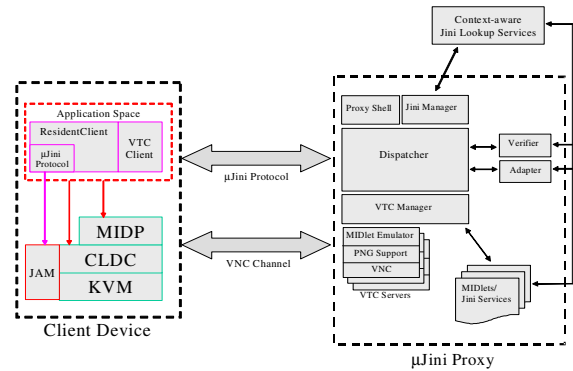 Context-aware
Jini Lookup Services
Application Space
ResidentClient
µJini
Protocol
VTC
Client
MIDP
JAM
CLDC
KVM
Client Device
µJini Protocol
VNC Channel
Proxy Shell
Jini Manager
Dispatcher
Verifier
Adapter
VTC Manager
MIDlet Emulator
PNG Support
VNC
VTC Servers
MIDlets/
Jini Services
µJini Proxy